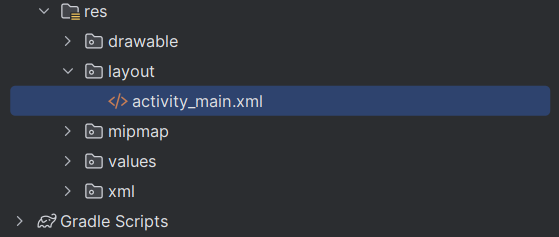 res
drawable
layout
</> activity_main.xml
mipmap
values
xml
Gradle Scripts